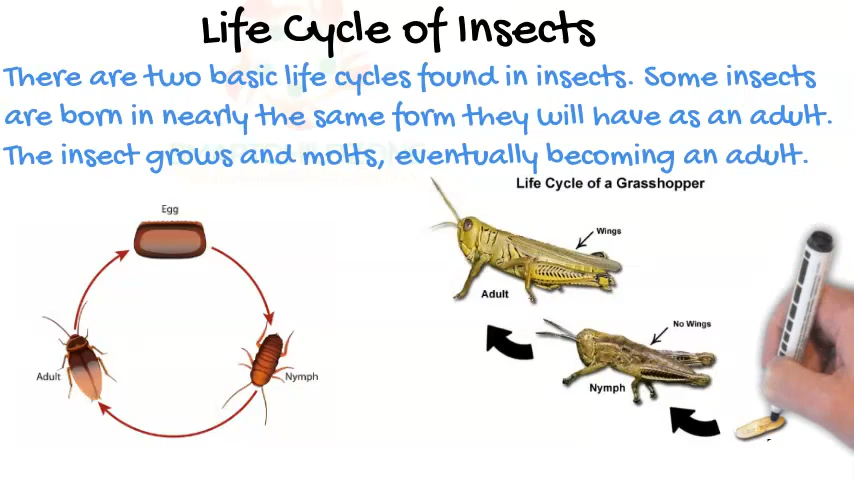 Life Cycle of Insects
There are two basic life cycles found in insects. Some insects
are born in nearly the same form they will have as an adult.
The insect grows and molts, eventually becoming an adult.
Life Cycle of a Grasshopper
Egg
Wings
Adult
No Wings
Adult
Nymph
Nymph